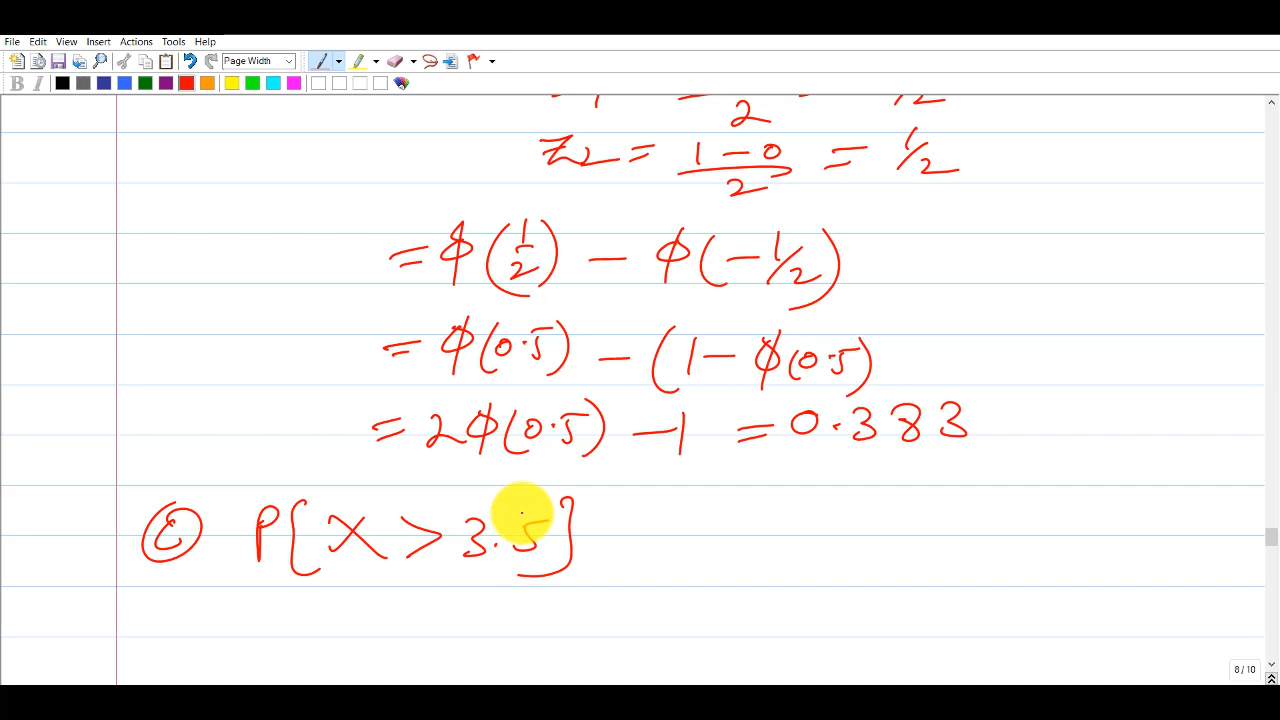 File Edit View Insert Actions Tools Help
Page Width
B I
2
z₂ = (1 − 0)/2 = 1/2
= φ(1/2) − φ(−1/2)
= φ(0.5) − (1 − φ(0.5)
= 2φ(0.5) − 1 = 0.383
ⓒ P[X > 3.5]
8 / 10